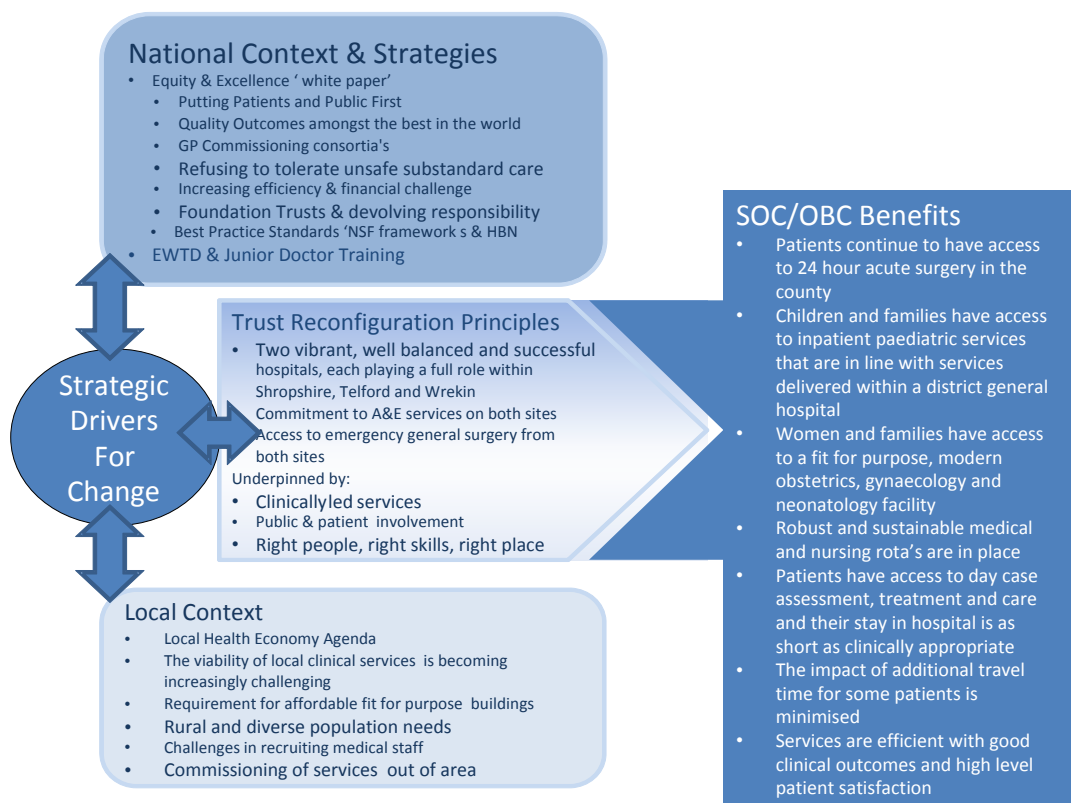 National Context & Strategies
• Equity & Excellence ‘ white paper’
• Putting Patients and Public First
• Quality Outcomes amongst the best in the world
• GP Commissioning consortia's
• Refusing to tolerate unsafe substandard care
• Increasing efficiency & financial challenge
• Foundation Trusts & devolving responsibility
• Best Practice Standards ‘NSF framework s & HBN
• EWTD & Junior Doctor Training
Strategic
Drivers
For
Change
Trust Reconfiguration Principles
• Two vibrant, well balanced and successful
hospitals, each playing a full role within
Shropshire, Telford and Wrekin
Commitment to A&E services on both sites
Access to emergency general surgery from
both sites
Underpinned by:
• Clinicallyled services
• Public & patient involvement
• Right people, right skills, right place
Local Context
• Local Health Economy Agenda
• The viability of local clinical services is becoming
increasingly challenging
• Requirement for affordable fit for purpose buildings
• Rural and diverse population needs
• Challenges in recruiting medical staff
• Commissioning of services out of area
SOC/OBC Benefits
• Patients continue to have access
to 24 hour acute surgery in the
county
• Children and families have access
to inpatient paediatric services
that are in line with services
delivered within a district general
hospital
• Women and families have access
to a fit for purpose, modern
obstetrics, gynaecology and
neonatology facility
• Robust and sustainable medical
and nursing rota’s are in place
• Patients have access to day case
assessment, treatment and care
and their stay in hospital is as
short as clinically appropriate
• The impact of additional travel
time for some patients is
minimised
• Services are efficient with good
clinical outcomes and high level
patient satisfaction